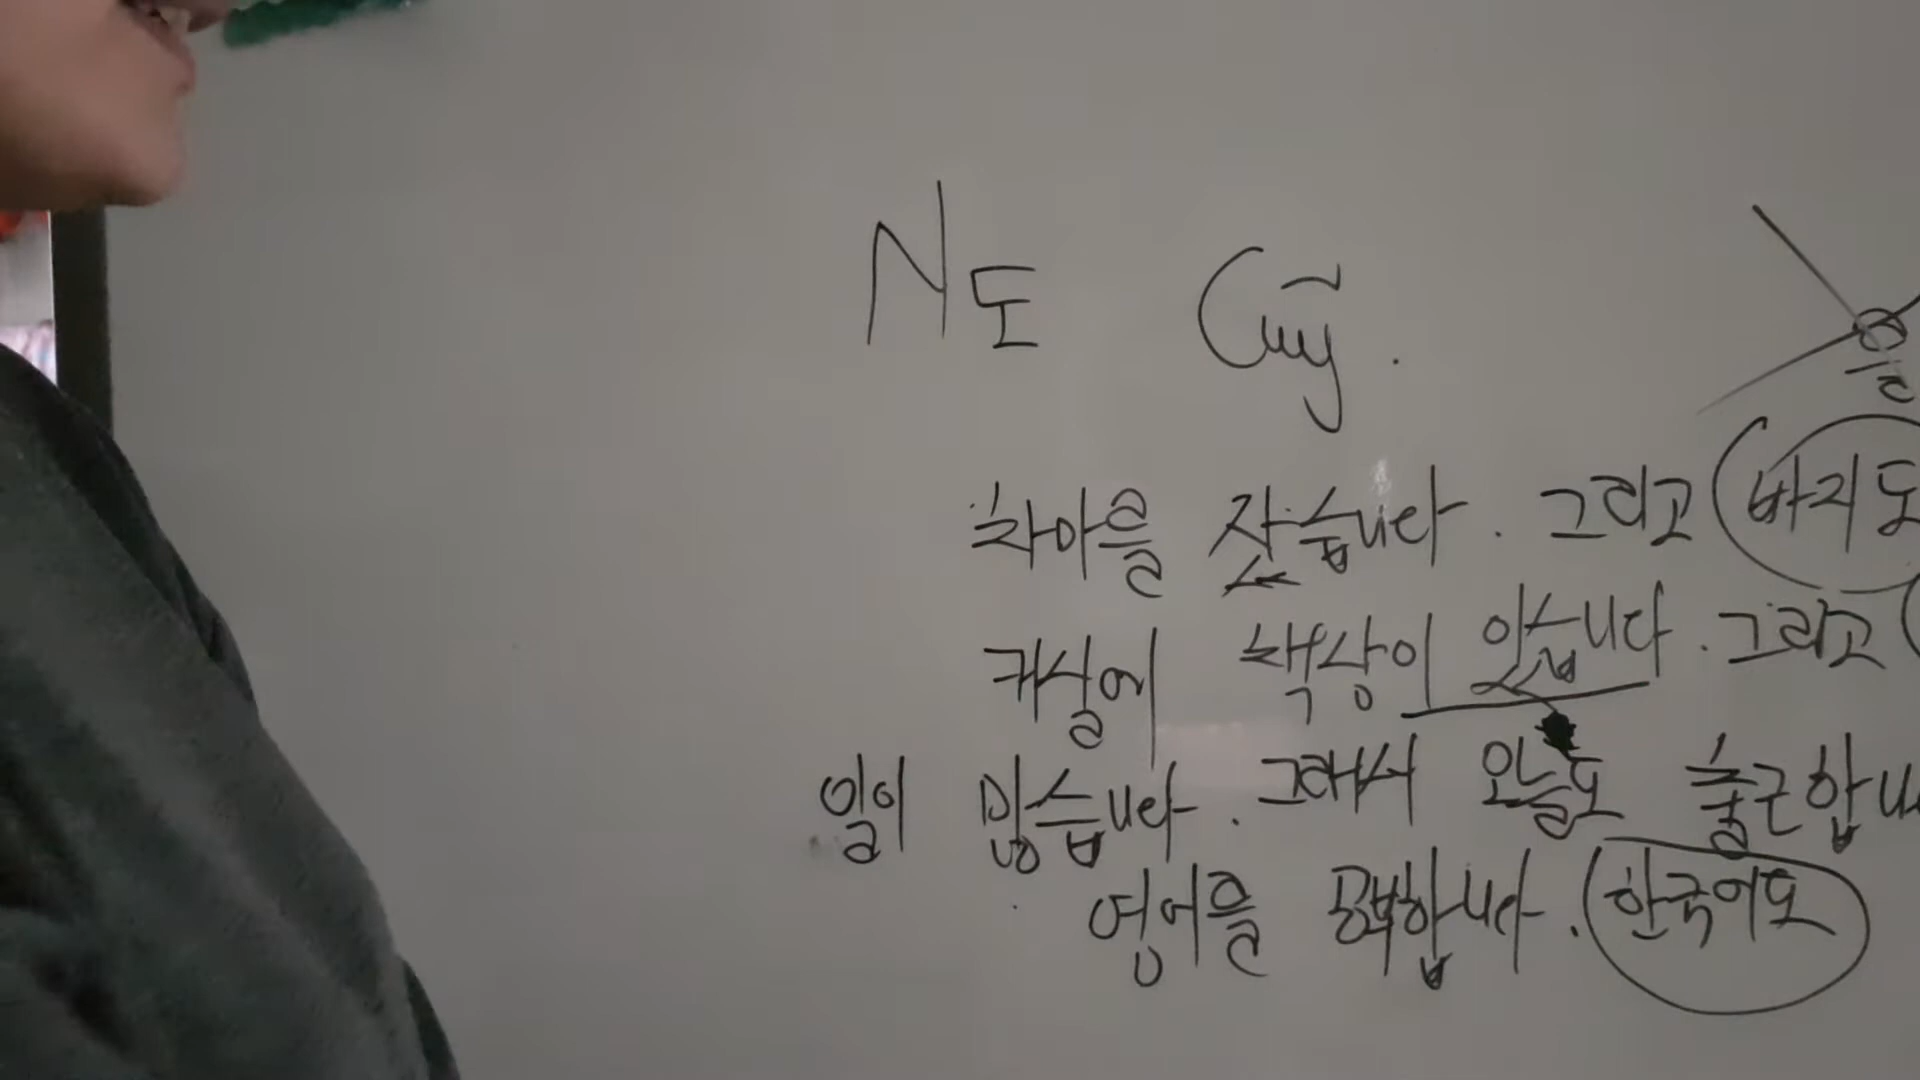 N도 Cũng.
치마를 샀습니다. 그리고 바지도
교실에 책상이 있습니다. 그리고
일이 많습니다. 그래서 오늘도 출근합니
영어를 공부합니다. 한국어도